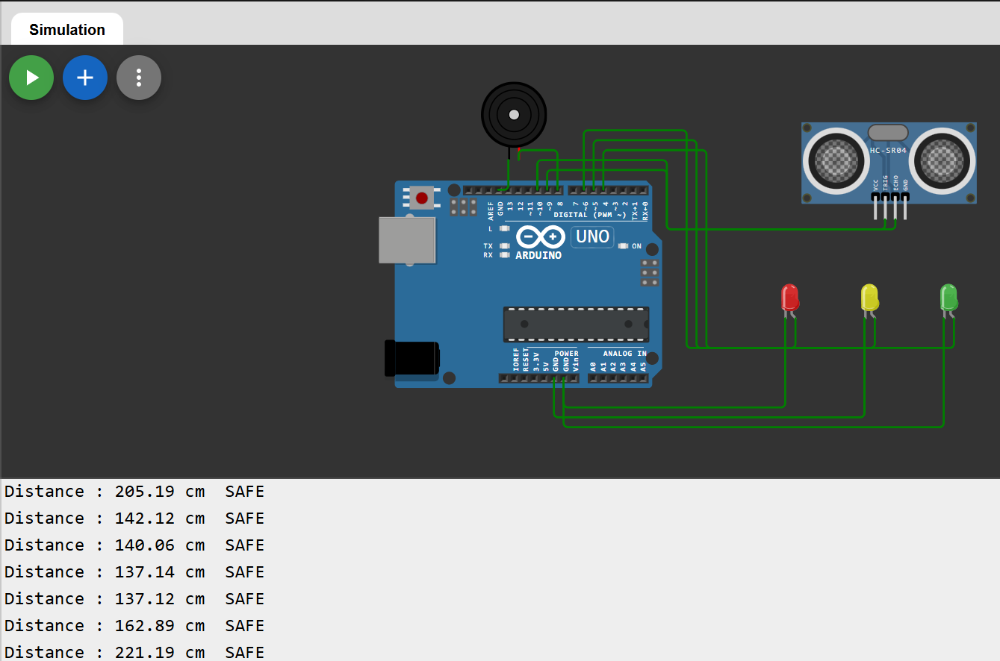 Simulation
HC-SR04
VCC
TRIG
ECHO
GND
AREF
GND
13
12
~11
~10
~9
8
7
~6
~5
4
~3
2
TX→1
RX←0
DIGITAL (PWM ~)
L
TX
RX
UNO
ON
ARDUINO
IOREF
RESET
3.3V
5V
GND
GND
Vin
POWER
ANALOG IN
A0
A1
A2
A3
A4
A5
Distance : 205.19 cm  SAFE
Distance : 142.12 cm  SAFE
Distance : 140.06 cm  SAFE
Distance : 137.14 cm  SAFE
Distance : 137.12 cm  SAFE
Distance : 162.89 cm  SAFE
Distance : 221.19 cm  SAFE